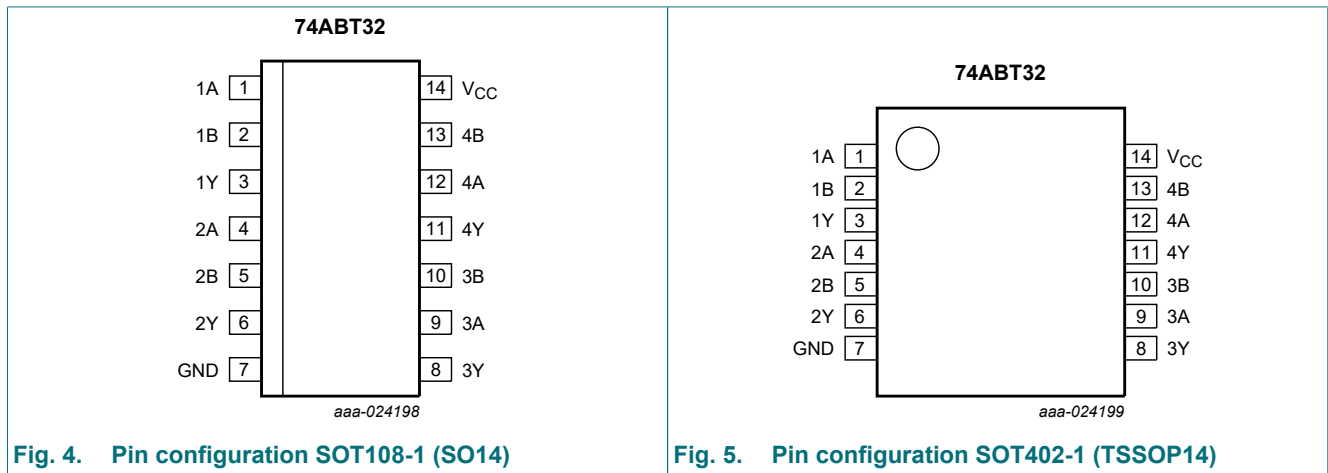 74ABT32
1A 1 14 VCC
1B 2 13 4B
1Y 3 12 4A
2A 4 11 4Y
2B 5 10 3B
2Y 6 9 3A
GND 7 8 3Y
aaa-024198
Fig. 4. Pin configuration SOT108-1 (SO14)
74ABT32
1A 1 14 VCC
1B 2 13 4B
1Y 3 12 4A
2A 4 11 4Y
2B 5 10 3B
2Y 6 9 3A
GND 7 8 3Y
aaa-024199
Fig. 5. Pin configuration SOT402-1 (TSSOP14)